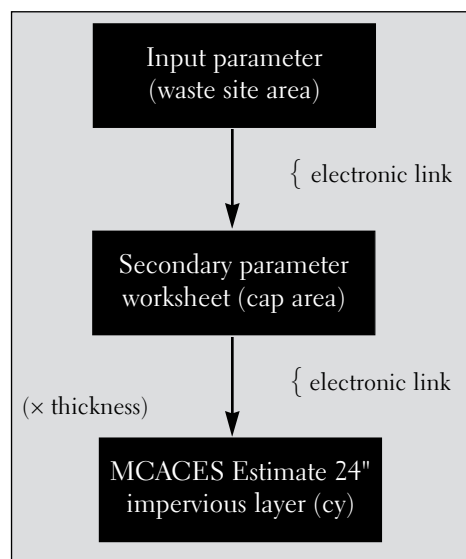 Input parameter
(waste site area)
{ electronic link
Secondary parameter
worksheet (cap area)
{ electronic link
(× thickness)
MCACES Estimate 24"
impervious layer (cy)